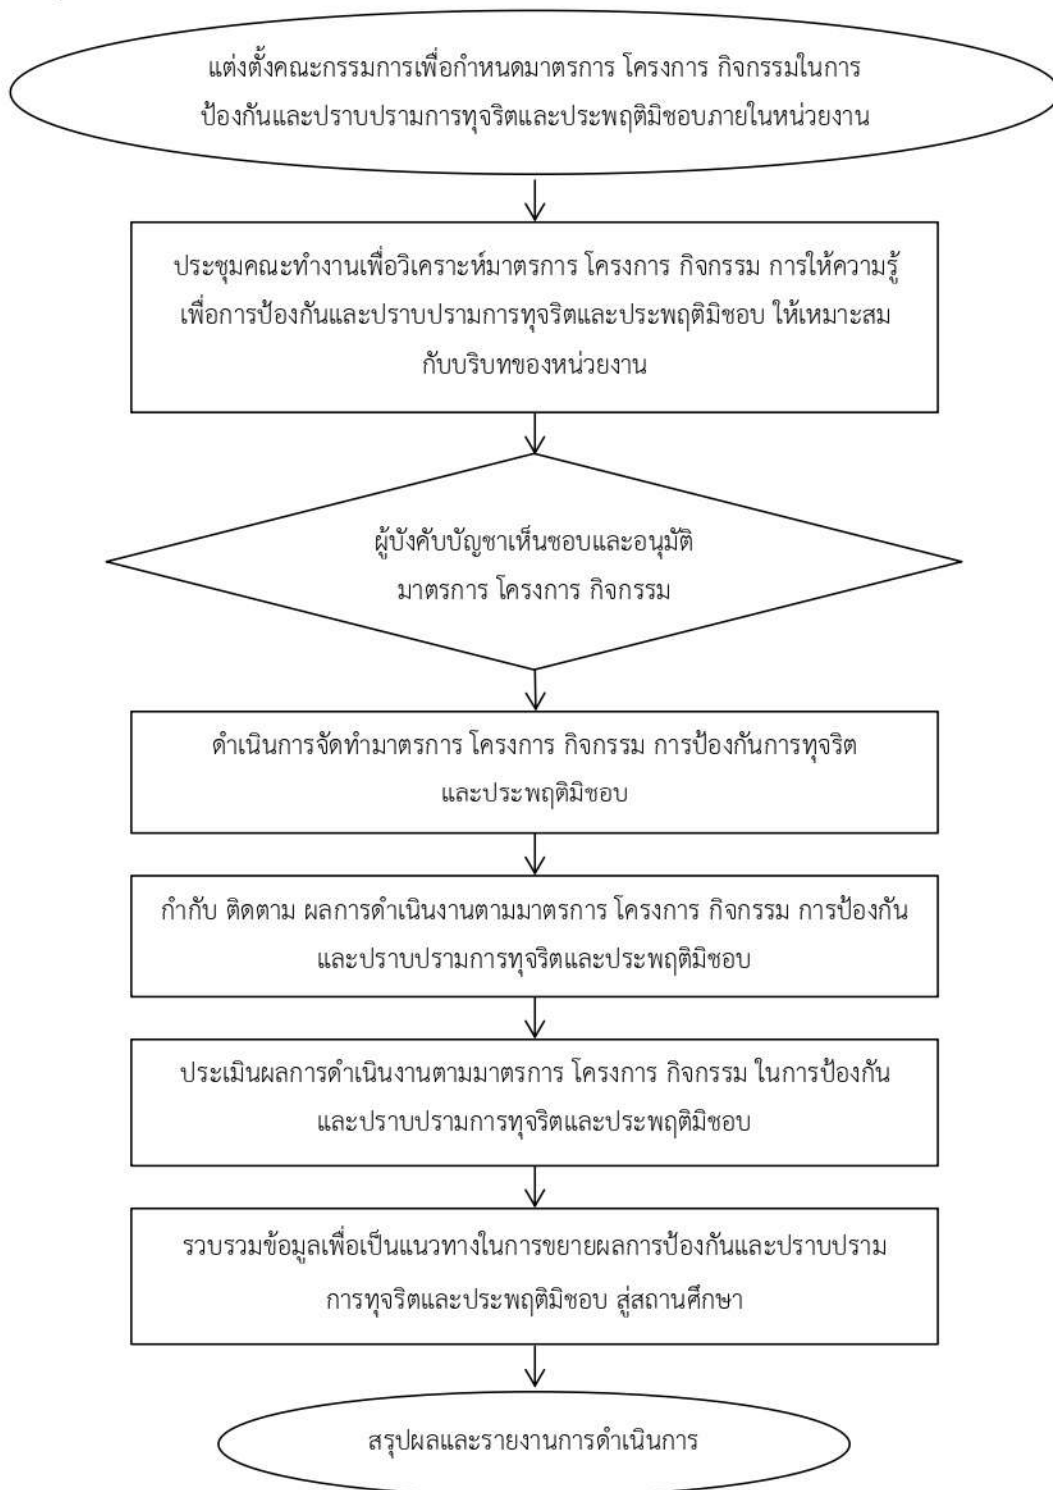 แต่งตั้งคณะกรรมการเพื่อกำหนดมาตรการ โครงการ กิจกรรมในการ
ป้องกันและปราบปรามการทุจริตและประพฤติมิชอบภายในหน่วยงาน
ประชุมคณะทำงานเพื่อวิเคราะห์มาตรการ โครงการ กิจกรรม การให้ความรู้
เพื่อการป้องกันและปราบปรามการทุจริตและประพฤติมิชอบ ให้เหมาะสม
กับบริบทของหน่วยงาน
ผู้บังคับบัญชาเห็นชอบและอนุมัติ
มาตรการ โครงการ กิจกรรม
ดำเนินการจัดทำมาตรการ โครงการ กิจกรรม การป้องกันการทุจริต
และประพฤติมิชอบ
กำกับ ติดตาม ผลการดำเนินงานตามมาตรการ โครงการ กิจกรรม การป้องกัน
และปราบปรามการทุจริตและประพฤติมิชอบ
ประเมินผลการดำเนินงานตามมาตรการ โครงการ กิจกรรม ในการป้องกัน
และปราบปรามการทุจริตและประพฤติมิชอบ
รวบรวมข้อมูลเพื่อเป็นแนวทางในการขยายผลการป้องกันและปราบปราม
การทุจริตและประพฤติมิชอบ สู่สถานศึกษา
สรุปผลและรายงานการดำเนินการ